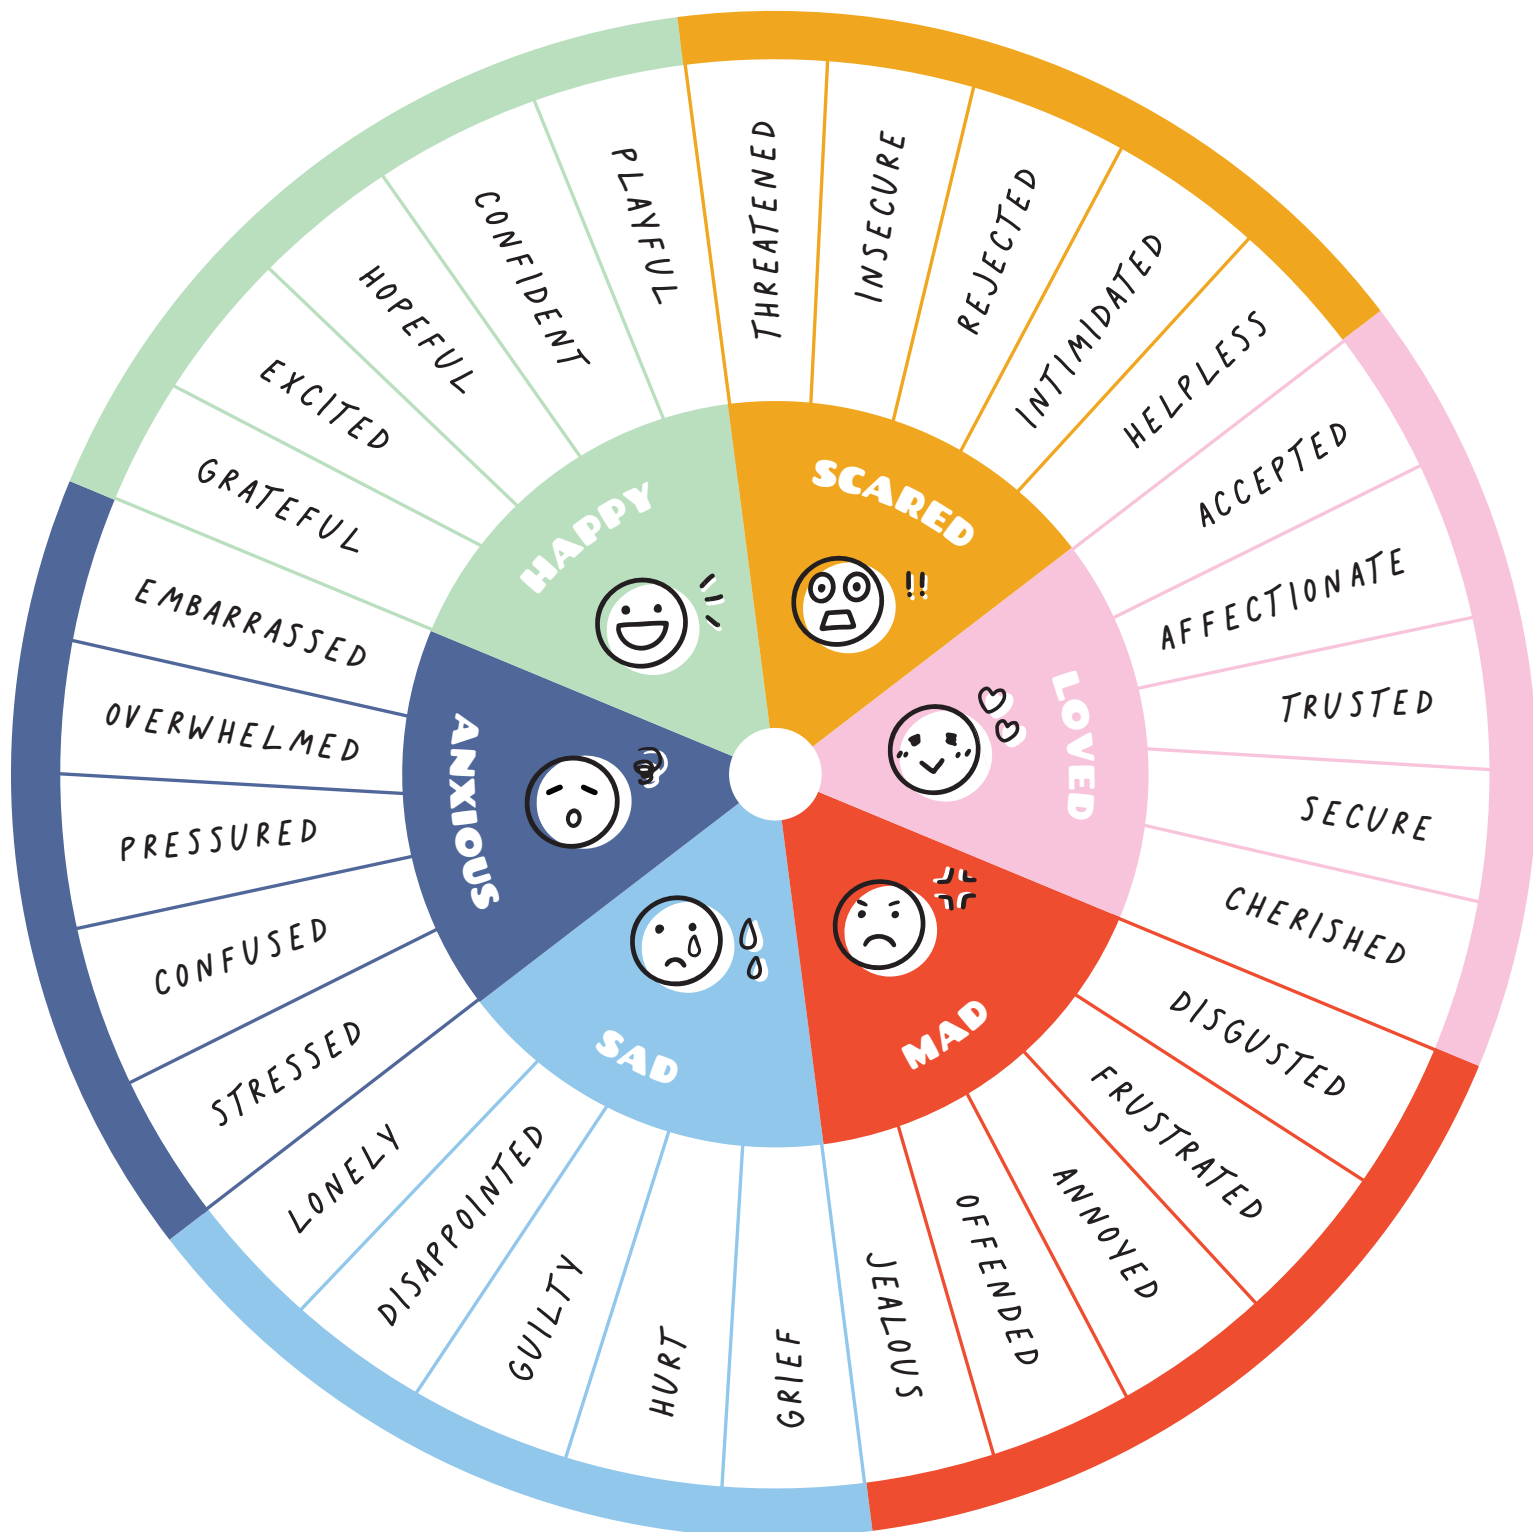 SCARED
THREATENED
INSECURE
REJECTED
INTIMIDATED
HELPLESS
LOVED
ACCEPTED
AFFECTIONATE
TRUSTED
SECURE
CHERISHED
MAD
DISGUSTED
FRUSTRATED
ANNOYED
OFFENDED
JEALOUS
SAD
GRIEF
HURT
GUILTY
DISAPPOINTED
LONELY
ANXIOUS
STRESSED
CONFUSED
PRESSURED
OVERWHELMED
EMBARRASSED
HAPPY
GRATEFUL
EXCITED
HOPEFUL
CONFIDENT
PLAYFUL
!!